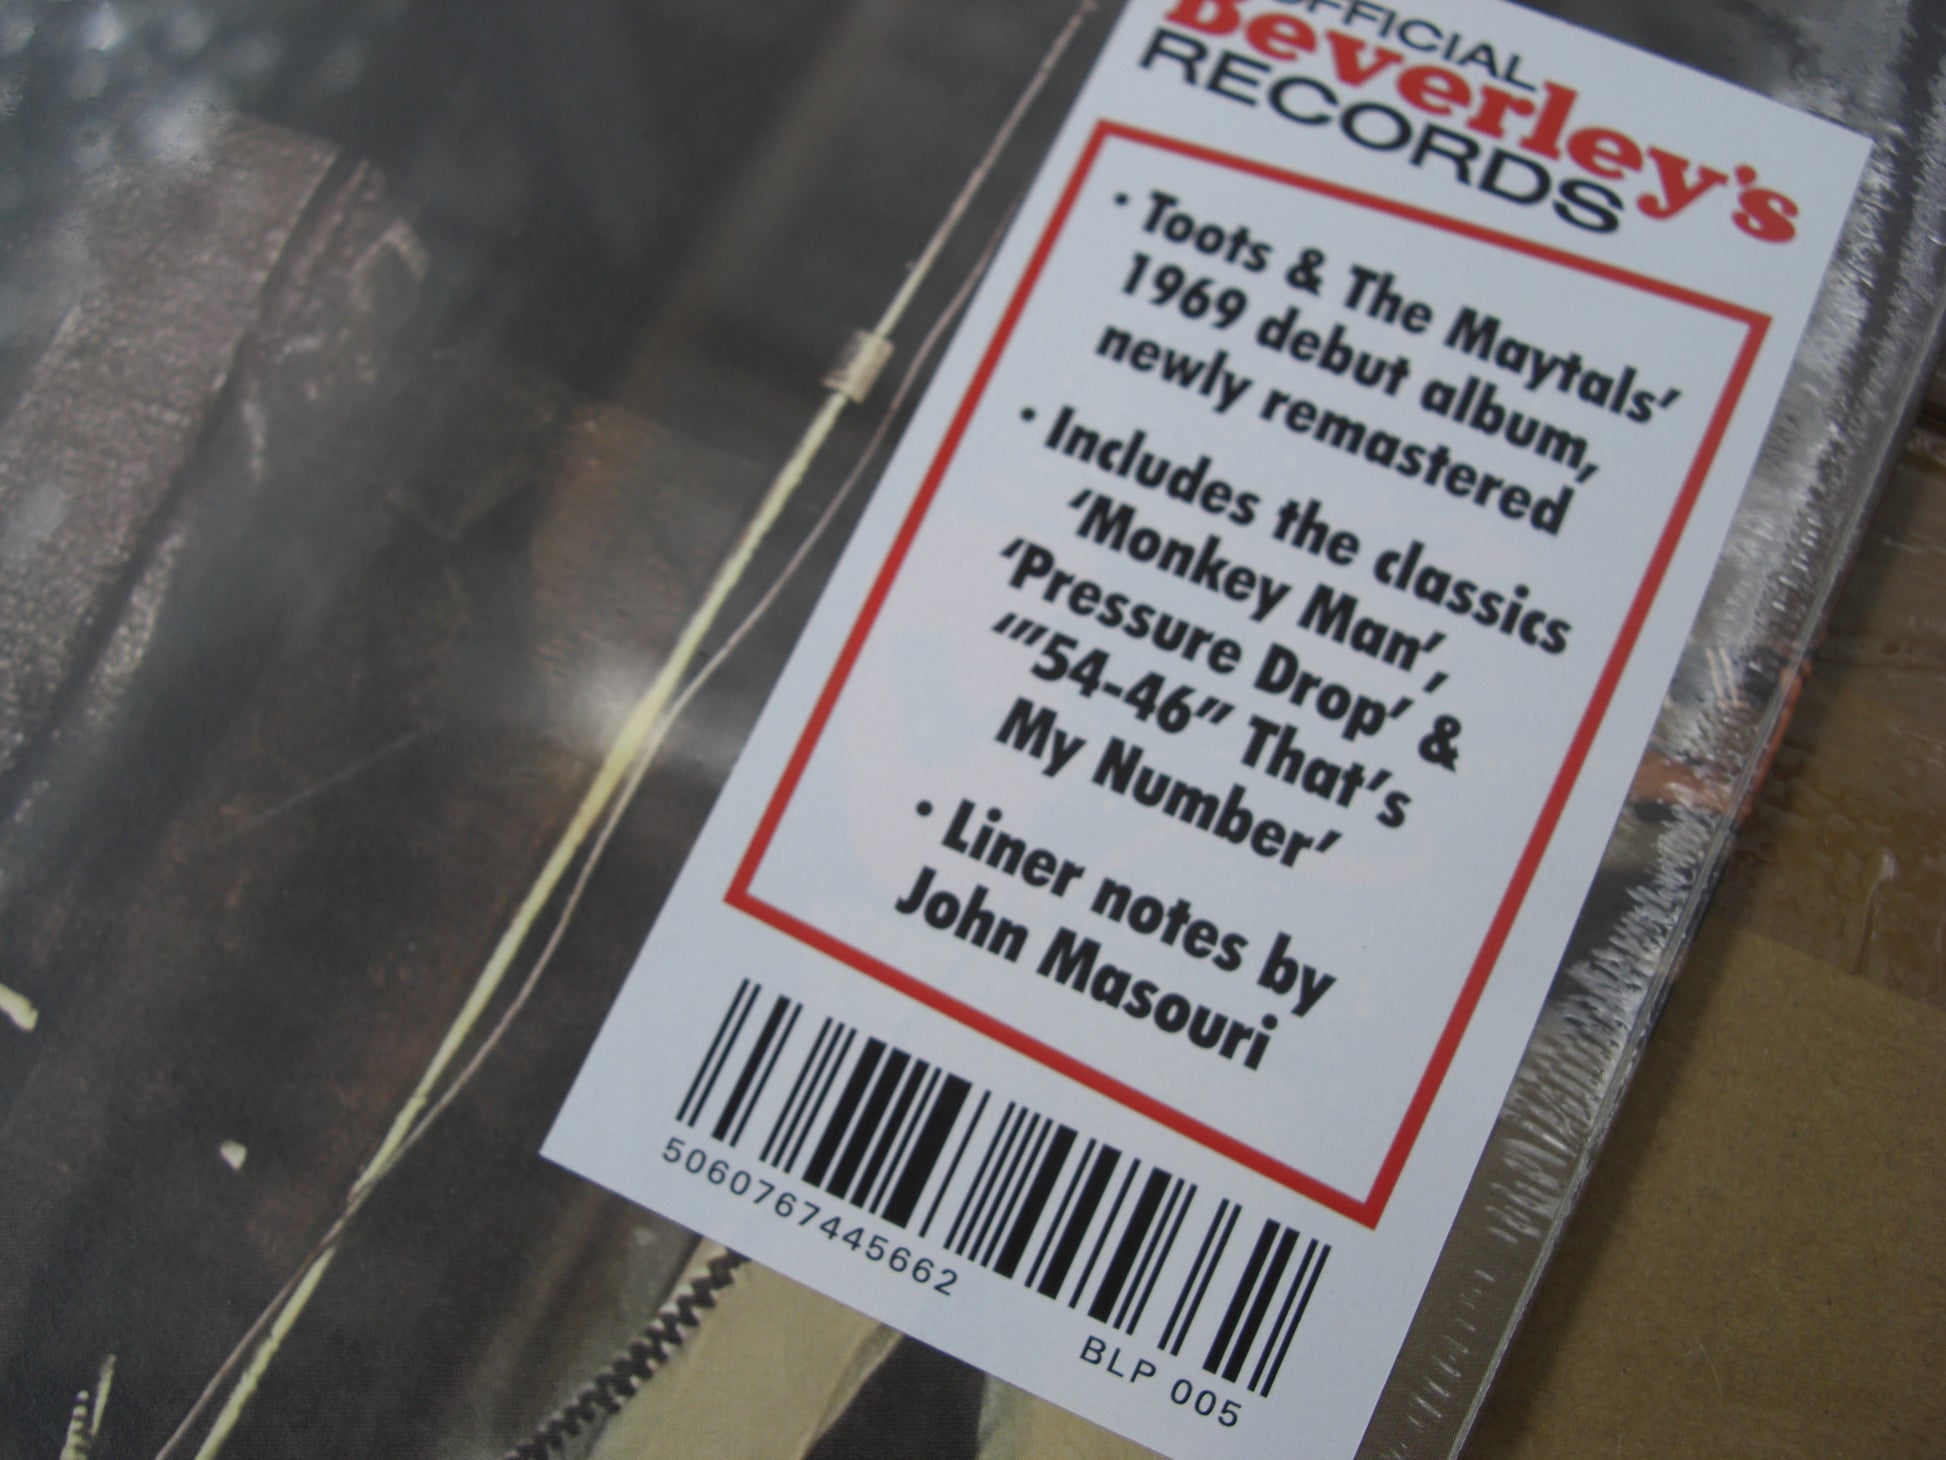 OFFICIAL
Beverley's
RECORDS
• Toots & The Maytals'
1969 debut album,
newly remastered
• Includes the classics
'Monkey Man',
'Pressure Drop' &
'"54-46" That's
My Number'
• Liner notes by
John Masouri
5060767445662
BLP 005